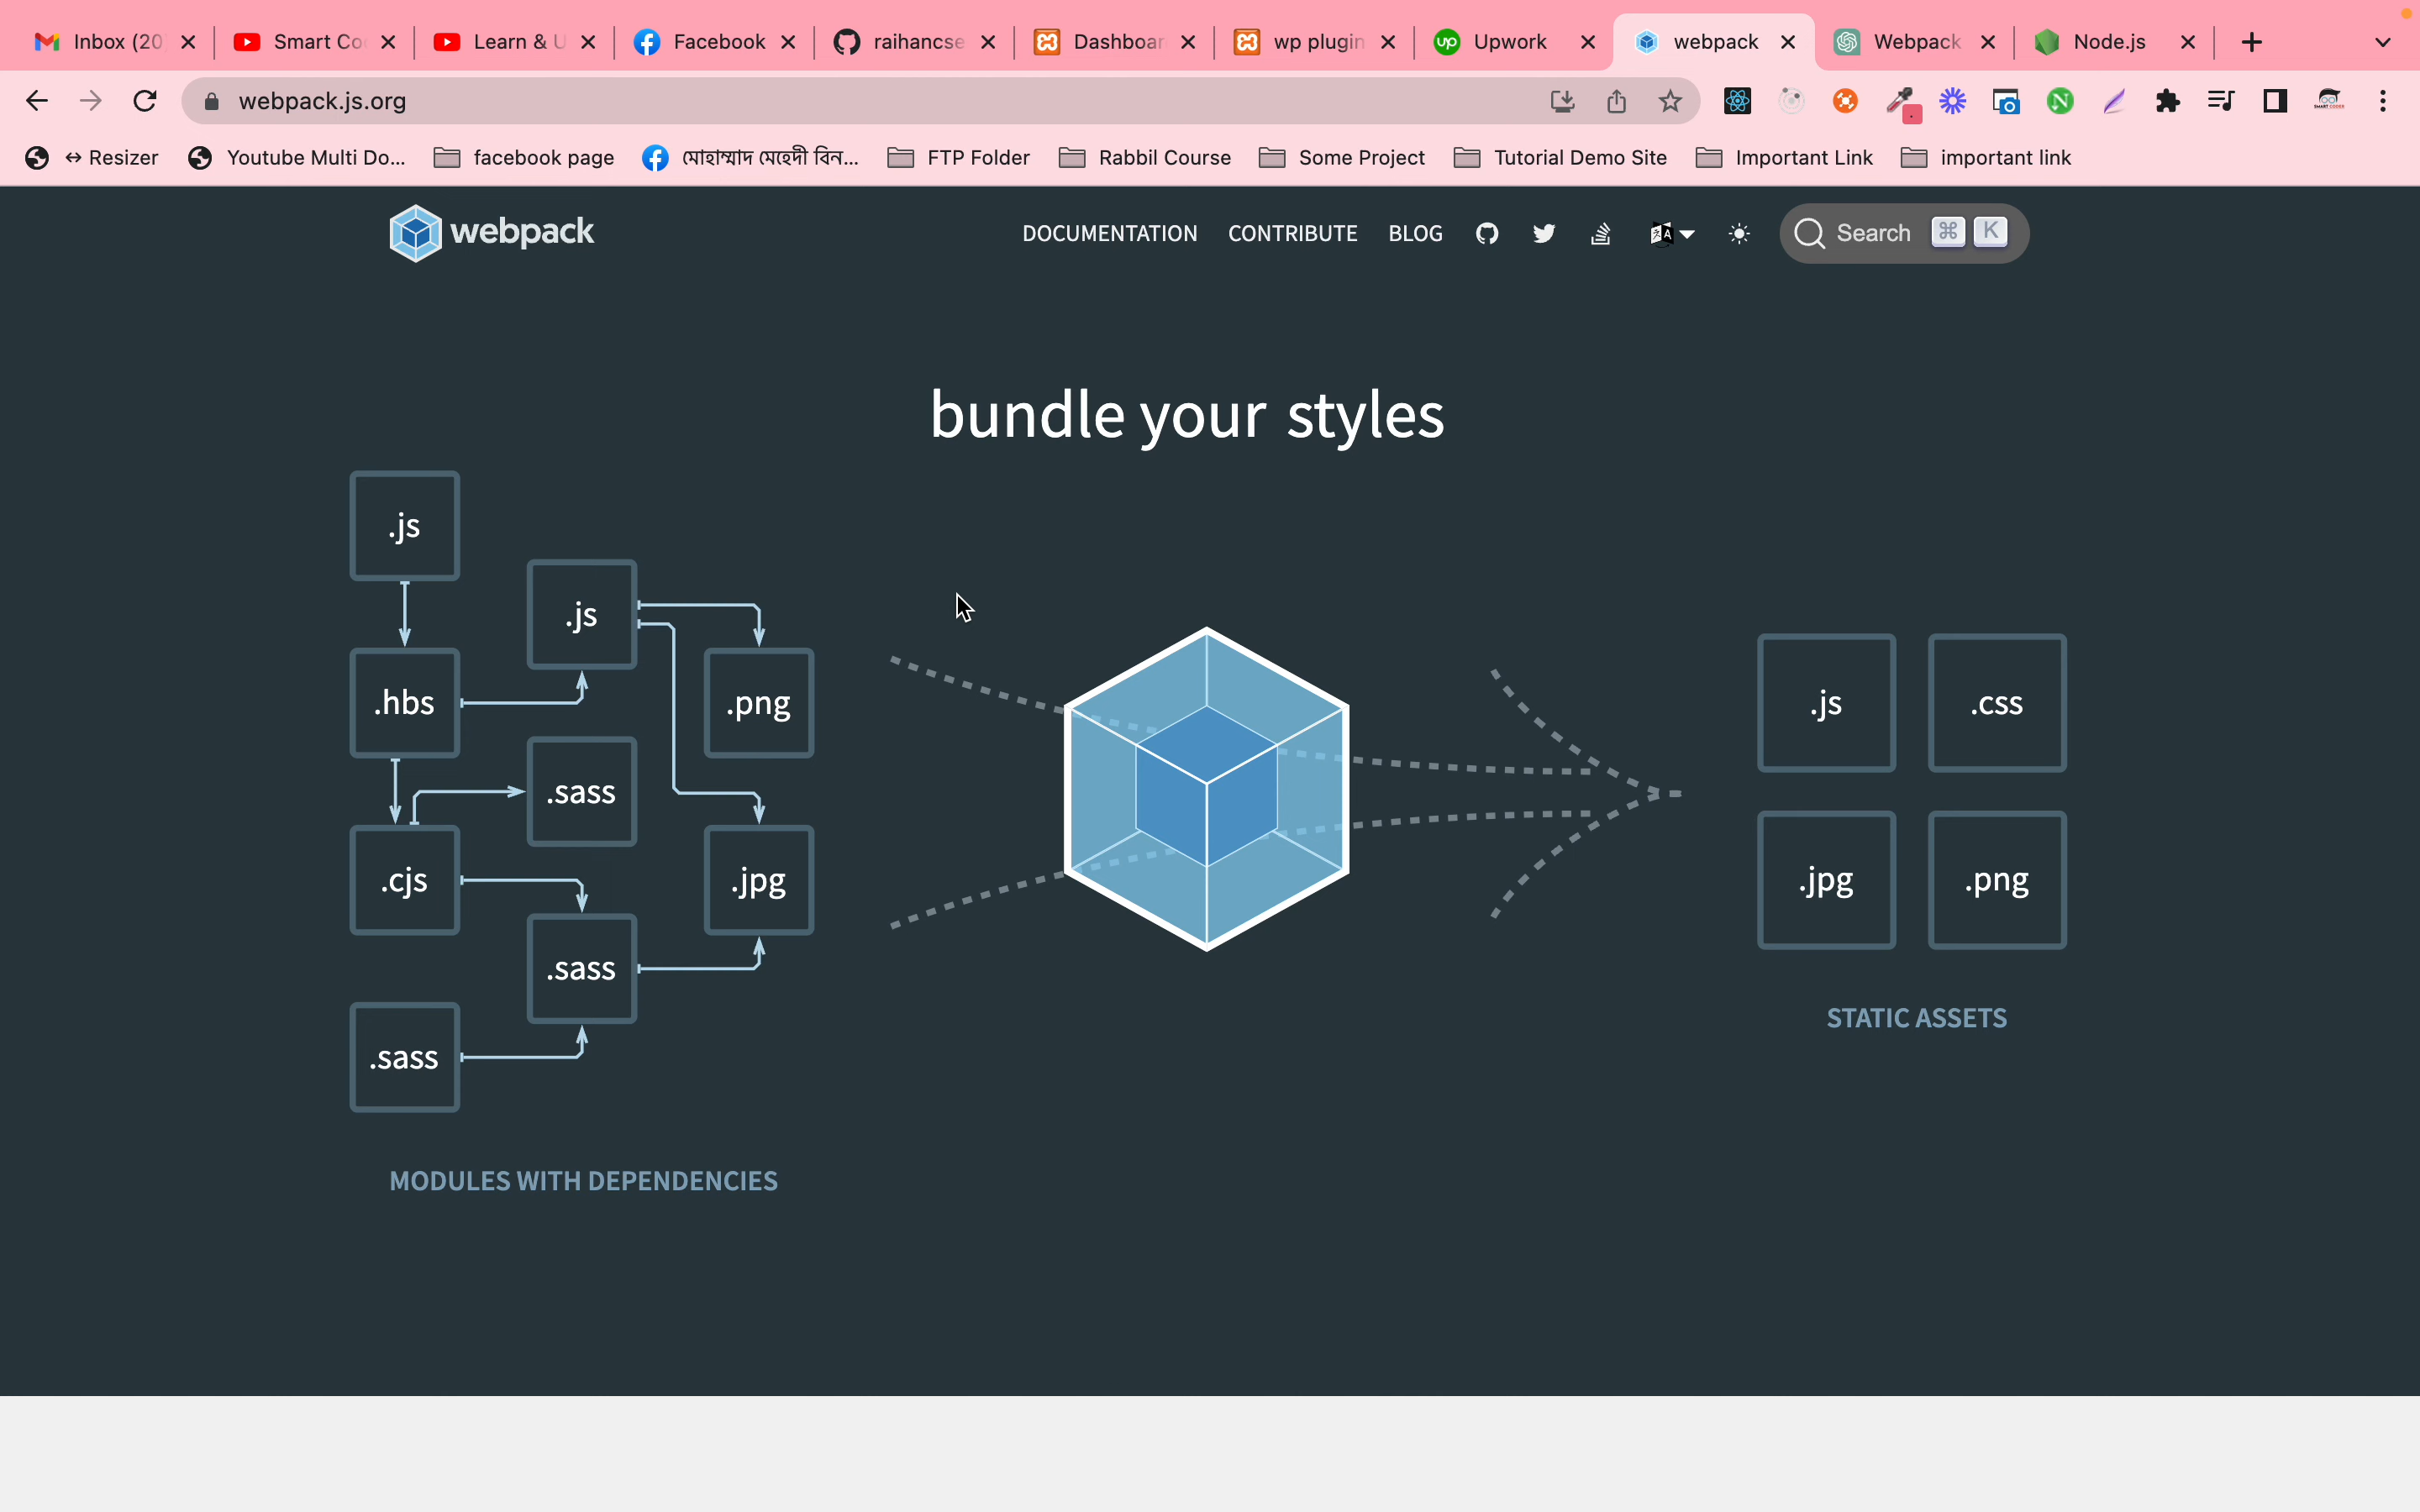 Inbox (20
Smart Co
Learn & U
Facebook
raihancse
Dashboar
wp plugin
Upwork
webpack
Webpack
Node.js
webpack.js.org
↔ Resizer
Youtube Multi Do...
facebook page
মোহাম্মাদ মেহেদী বিন...
FTP Folder
Rabbil Course
Some Project
Tutorial Demo Site
Important Link
important link
webpack
DOCUMENTATION
CONTRIBUTE
BLOG
Search ⌘ K
bundle your styles
.js
.js
.hbs
.png
.sass
.cjs
.jpg
.sass
.sass
MODULES WITH DEPENDENCIES
.js
.css
.jpg
.png
STATIC ASSETS